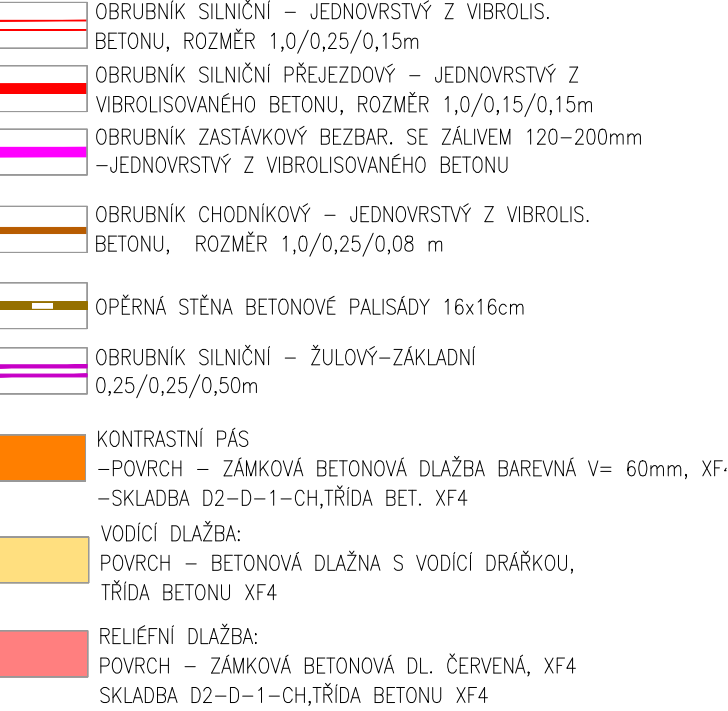 OBRUBNÍK SILNIČNÍ – JEDNOVRSTVÝ Z VIBROLIS.
BETONU, ROZMĚR 1,0/0,25/0,15m
OBRUBNÍK SILNIČNÍ PŘEJEZDOVÝ – JEDNOVRSTVÝ Z
VIBROLISOVANÉHO BETONU, ROZMĚR 1,0/0,15/0,15m
OBRUBNÍK ZASTÁVKOVÝ BEZBAR. SE ZÁLIVEM 120–200mm
–JEDNOVRSTVÝ Z VIBROLISOVANÉHO BETONU
OBRUBNÍK CHODNÍKOVÝ – JEDNOVRSTVÝ Z VIBROLIS.
BETONU, ROZMĚR 1,0/0,25/0,08 m
OPĚRNÁ STĚNA BETONOVÉ PALISÁDY 16x16cm
OBRUBNÍK SILNIČNÍ – ŽULOVÝ–ZÁKLADNÍ
0,25/0,25/0,50m
KONTRASTNÍ PÁS
–POVRCH – ZÁMKOVÁ BETONOVÁ DLAŽBA BAREVNÁ V= 60mm,
–SKLADBA D2–D–1–CH,TŘÍDA BET. XF4
VODÍCÍ DLAŽBA:
POVRCH – BETONOVÁ DLAŽNA S VODÍCÍ DRÁŘKOU,
TŘÍDA BETONU XF4
RELIÉFNÍ DLAŽBA:
POVRCH – ZÁMKOVÁ BETONOVÁ DL. ČERVENÁ, XF4
SKLADBA D2–D–1–CH,TŘÍDA BETONU XF4